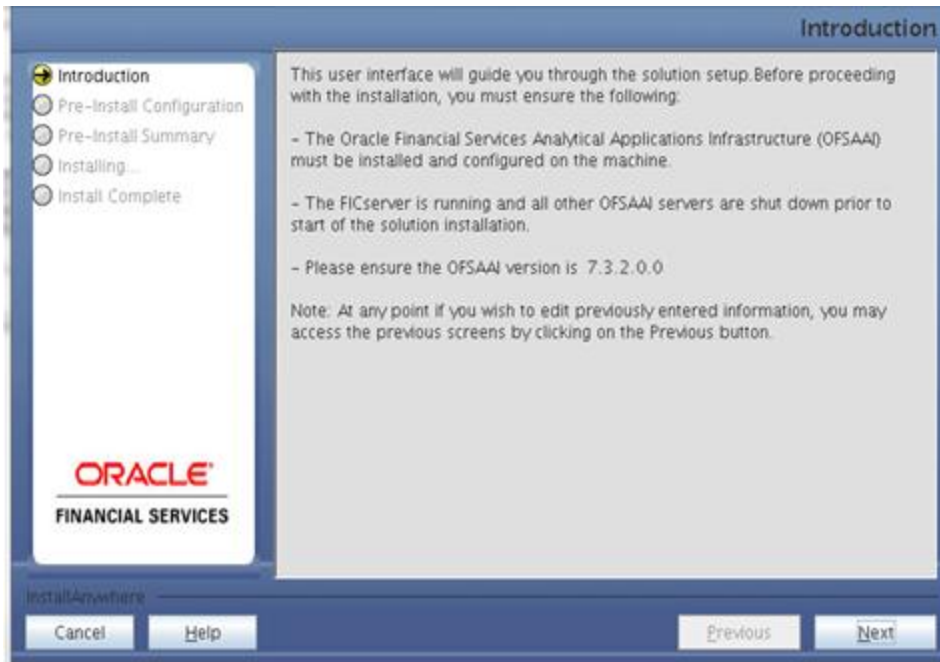 Introduction
Introduction
Pre-Install Configuration
Pre-Install Summary
Installing...
Install Complete
ORACLE®
FINANCIAL SERVICES
This user interface will guide you through the solution setup.Before proceeding
with the installation, you must ensure the following:
- The Oracle Financial Services Analytical Applications Infrastructure (OFSAAI)
must be installed and configured on the machine.
- The FICserver is running and all other OFSAAI servers are shut down prior to
start of the solution installation.
- Please ensure the OFSAAI version is 7.3.2.0.0
Note: At any point if you wish to edit previously entered information, you may
access the previous screens by clicking on the Previous button.
InstallAnywhere
Cancel
Help
Previous
Next